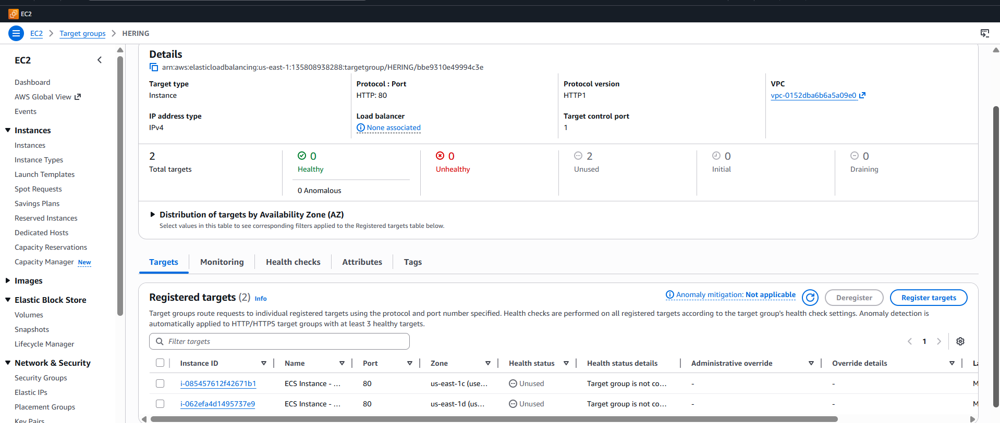 EC2
EC2 > Target groups > HERING
EC2
Dashboard
AWS Global View
Events
Instances
Instances
Instance Types
Launch Templates
Spot Requests
Savings Plans
Reserved Instances
Dedicated Hosts
Capacity Reservations
Capacity Manager New
Images
Elastic Block Store
Volumes
Snapshots
Lifecycle Manager
Network & Security
Security Groups
Elastic IPs
Placement Groups
Key Pairs
Details
arn:aws:elasticloadbalancing:us-east-1:135808938288:targetgroup/HERING/bbe9310e49994c3e
Target type
Instance
Protocol : Port
HTTP: 80
Protocol version
HTTP1
VPC
vpc-0152dba6b6a5a09e0
IP address type
IPv4
Load balancer
None associated
Target control port
1
2
Total targets
0
Healthy
0 Anomalous
0
Unhealthy
2
Unused
0
Initial
0
Draining
Distribution of targets by Availability Zone (AZ)
Select values in this table to see corresponding filters applied to the Registered targets table below.
Targets Monitoring Health checks Attributes Tags
Registered targets (2) Info
Anomaly mitigation: Not applicable
Deregister
Register targets
Target groups route requests to individual registered targets using the protocol and port number specified. Health checks are performed on all registered targets according to the target group's health check settings. Anomaly detection is
automatically applied to HTTP/HTTPS target groups with at least 3 healthy targets.
Filter targets
1
Instance ID Name Port Zone Health status Health status details Administrative override Override details La
i-085457612f42671b1 ECS Instance - ... 80 us-east-1c (use... Unused Target group is not co... - - M
i-062efa4d1495737e9 ECS Instance - ... 80 us-east-1d (us... Unused Target group is not co... - - M